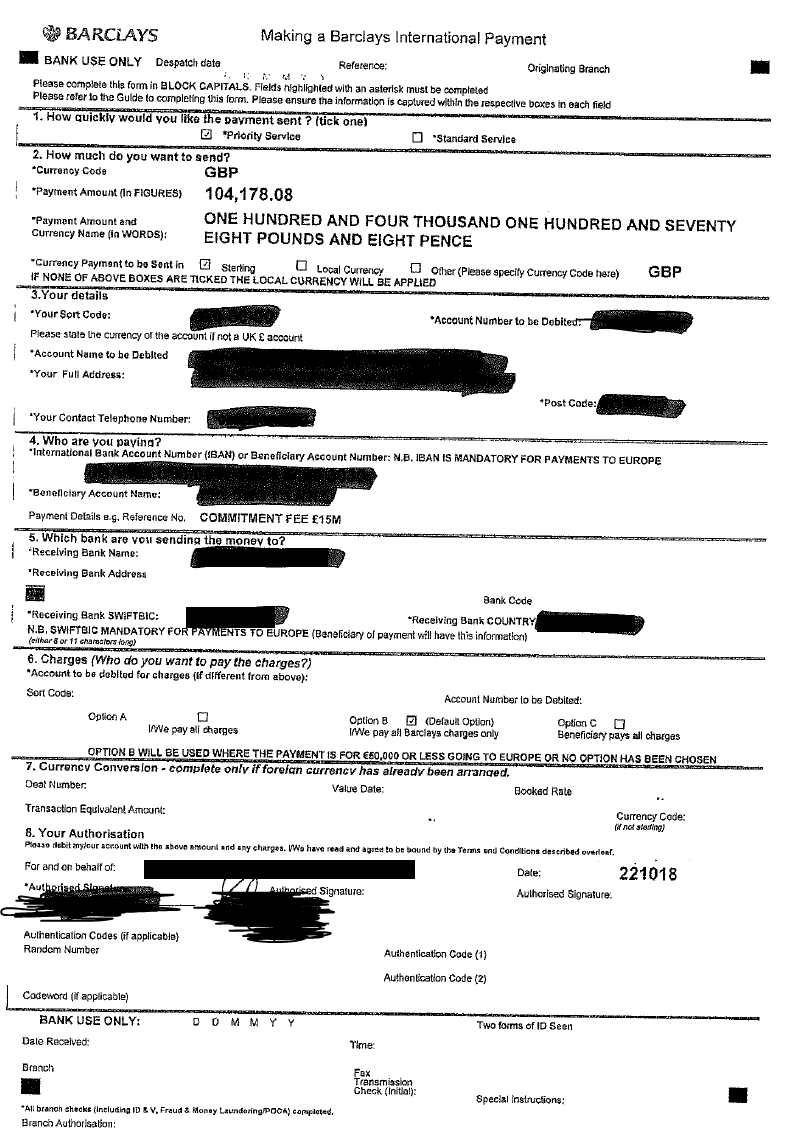 BARCLAYS
Making a Barclays International Payment
BANK USE ONLY Despatch date Reference: Originating Branch
D D M M Y Y
Please complete this form in BLOCK CAPITALS. Fields highlighted with an asterisk must be completed
Please refer to the Guide to completing this form. Please ensure the information is captured within the respective boxes in each field
1. How quickly would you like the payment sent ? (tick one)
*Priority Service *Standard Service
2. How much do you want to send?
*Currency Code GBP
*Payment Amount (in FIGURES) 104,178.08
*Payment Amount and Currency Name (in WORDS): ONE HUNDRED AND FOUR THOUSAND ONE HUNDRED AND SEVENTY
EIGHT POUNDS AND EIGHT PENCE
*Currency Payment to be Sent in Sterling Local Currency Other (Please specify Currency Code here) GBP
IF NONE OF ABOVE BOXES ARE TICKED THE LOCAL CURRENCY WILL BE APPLIED
3.Your details
*Your Sort Code: *Account Number to be Debited:
Please state the currency of the account if not a UK £ account
*Account Name to be Debited
*Your Full Address:
*Post Code:
*Your Contact Telephone Number:
4. Who are you paying?
*International Bank Account Number (IBAN) or Beneficiary Account Number: N.B. IBAN IS MANDATORY FOR PAYMENTS TO EUROPE
*Beneficiary Account Name:
Payment Details e.g. Reference No. COMMITMENT FEE £15M
5. Which bank are you sending the money to?
*Receiving Bank Name:
*Receiving Bank Address
Bank Code
*Receiving Bank SWIFTBIC: *Receiving Bank COUNTRY
N.B. SWIFTBIC MANDATORY FOR PAYMENTS TO EUROPE (Beneficiary of payment will have this information)
(either 8 or 11 characters long)
6. Charges (Who do you want to pay the charges?)
*Account to be debited for charges (if different from above):
Sort Code: Account Number to be Debited:
Option A Option B (Default Option) Option C
I/We pay all charges I/We pay all Barclays charges only Beneficiary pays all charges
OPTION B WILL BE USED WHERE THE PAYMENT IS FOR €50,000 OR LESS GOING TO EUROPE OR NO OPTION HAS BEEN CHOSEN
7. Currency Conversion - complete only if foreign currency has already been arranged.
Deal Number: Value Date: Booked Rate
Transaction Equivalent Amount: Currency Code:
(if not sterling)
8. Your Authorisation
Please debit my/our account with the above amount and any charges. I/We have read and agree to be bound by the Terms and Conditions described overleaf.
For and on behalf of: Date: 221018
*Authorised Signature Authorised Signature: Authorised Signature:
Authentication Codes (if applicable)
Random Number Authentication Code (1)
Authentication Code (2)
Codeword (if applicable)
BANK USE ONLY: D D M M Y Y Two forms of ID Seen
Date Received: Time:
Branch Fax
Transmission
Check (Initial): Special Instructions:
*All branch checks (including ID & V, Fraud & Money Laundering/POCA) completed.
Branch Authorisation: